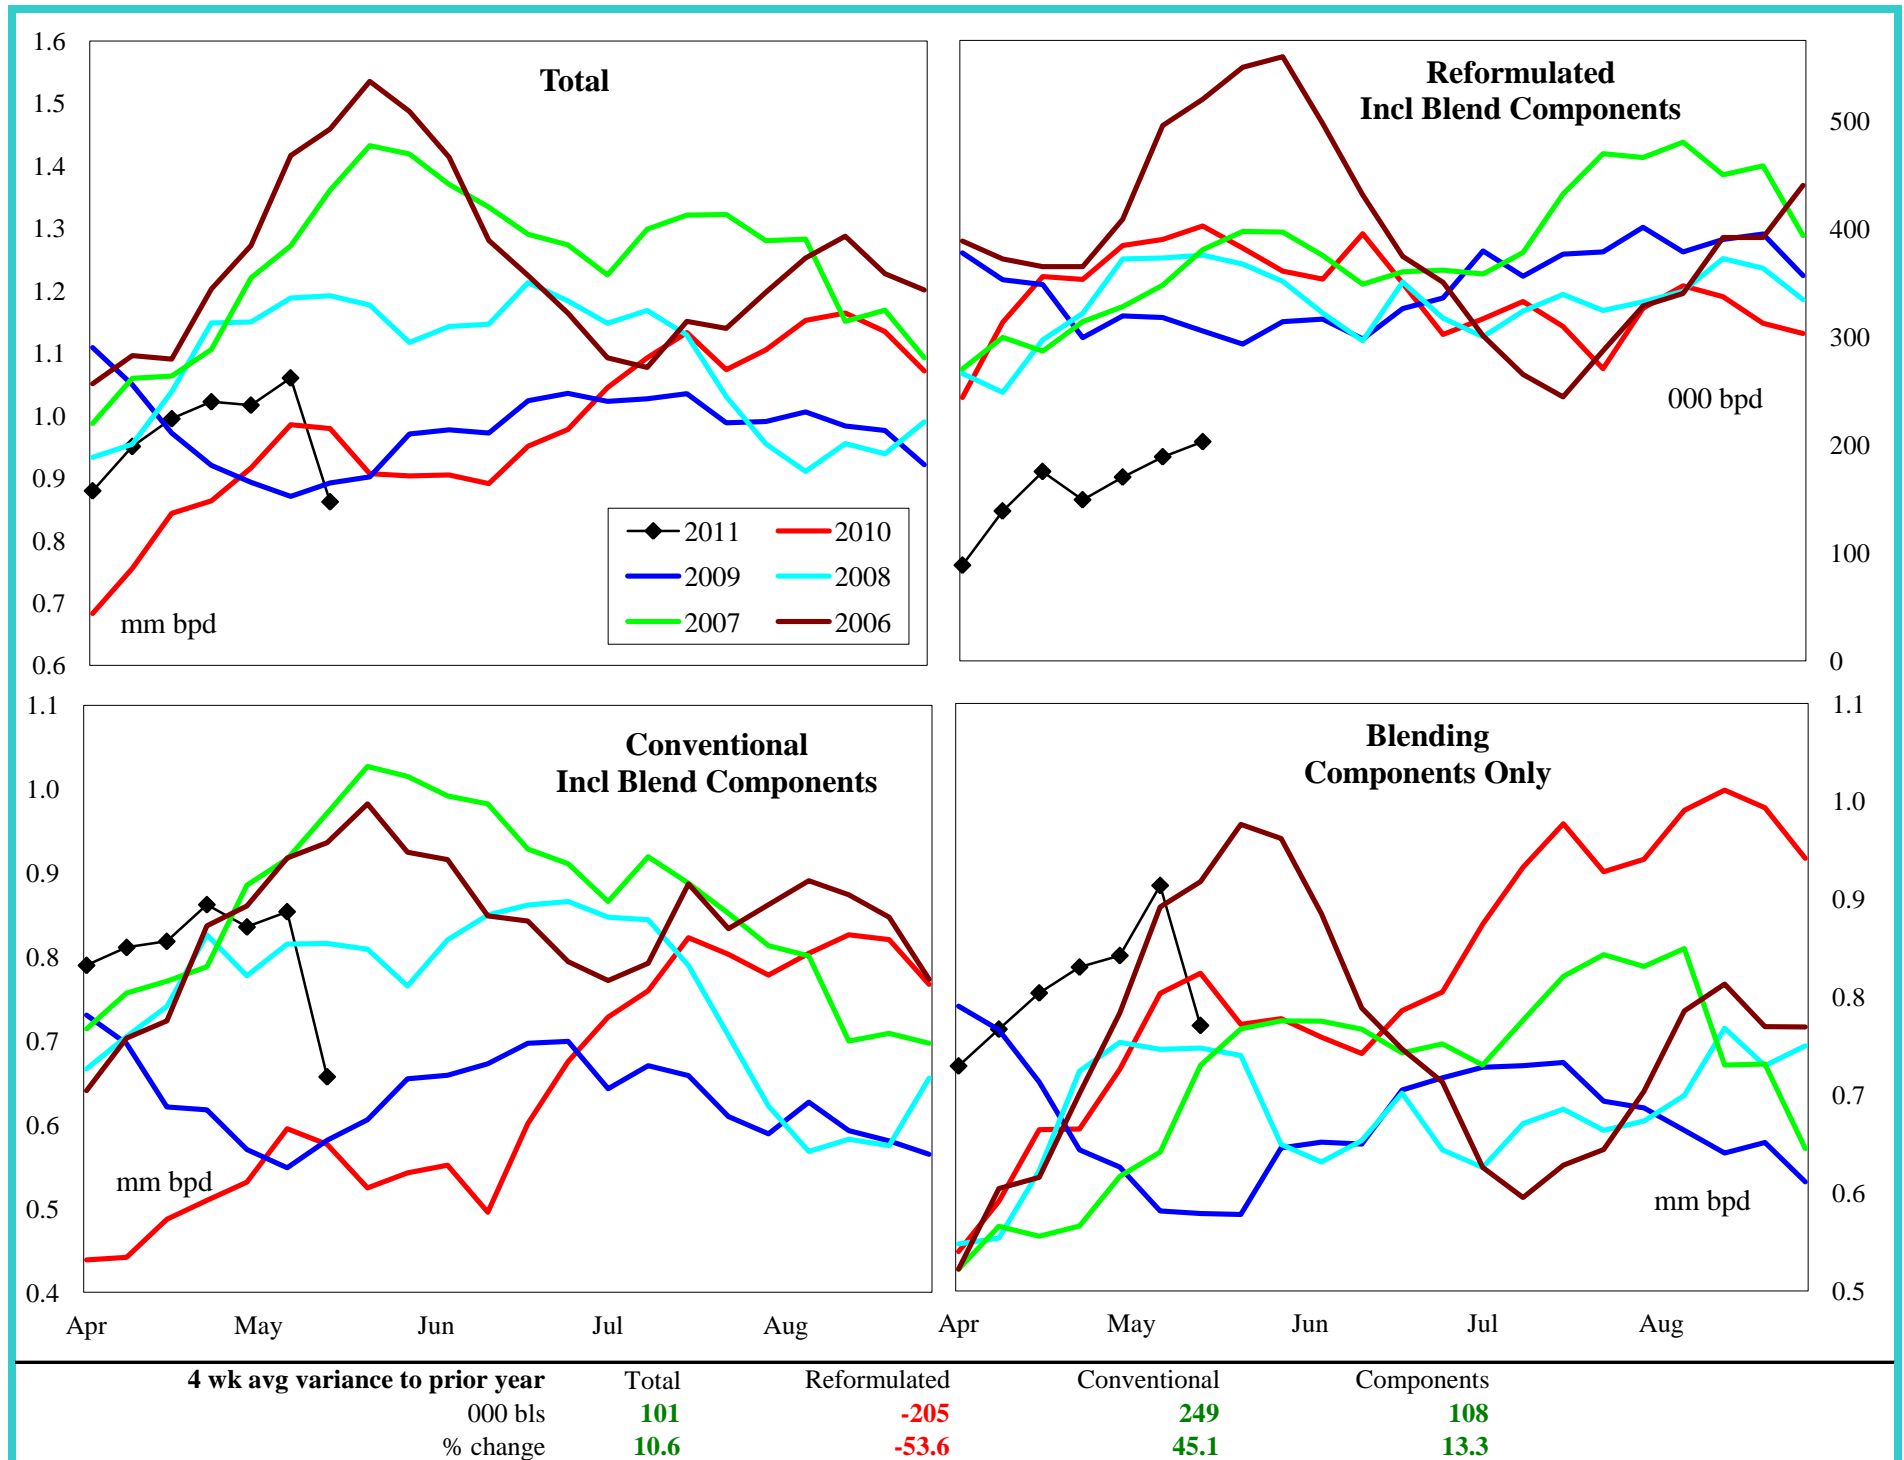 Total
1.6
1.5
1.4
1.3
1.2
1.1
1.0
0.9
0.8
0.7
0.6
mm bpd
2011 2010
2009 2008
2007 2006
Reformulated
Incl Blend Components
500
400
300
200
100
0
000 bpd
Conventional
Incl Blend Components
1.1
1.0
0.9
0.8
0.7
0.6
0.5
0.4
mm bpd
Apr May Jun Jul Aug
Blending
Components Only
1.1
1.0
0.9
0.8
0.7
0.6
0.5
mm bpd
Apr May Jun Jul Aug
4 wk avg variance to prior year Total Reformulated Conventional Components
000 bls 101 -205 249 108
% change 10.6 -53.6 45.1 13.3